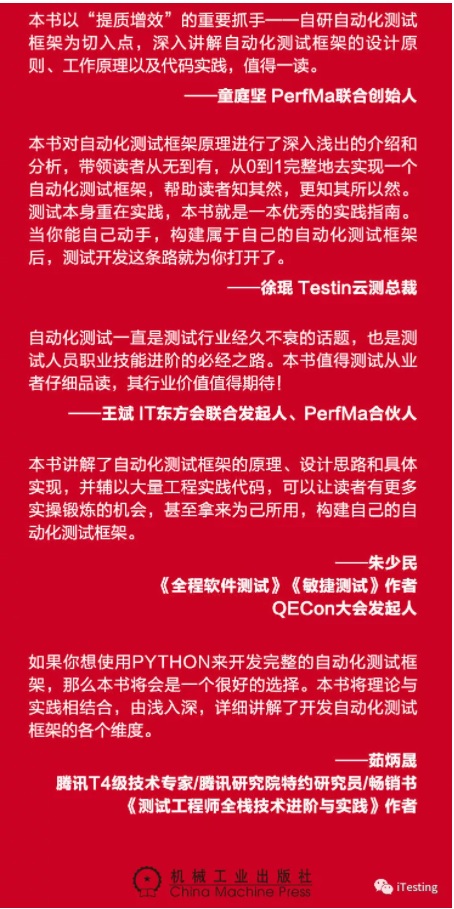 本书以“提质增效”的重要抓手——自研自动化测试
框架为切入点，深入讲解自动化测试框架的设计原
则、工作原理以及代码实践，值得一读。
——童庭坚 PerfMa联合创始人
本书对自动化测试框架原理进行了深入浅出的介绍和
分析，带领读者从无到有，从0到1完整地去实现一个
自动化测试框架，帮助读者知其然，更知其所以然。
测试本身重在实践，本书就是一本优秀的实践指南。
当你能自己动手，构建属于自己的自动化测试框架
后，测试开发这条路就为你打开了。
——徐琨 Testin云测总裁
自动化测试一直是测试行业经久不衰的话题，也是测
试人员职业技能进阶的必经之路。本书值得测试从业
者仔细品读，其行业价值值得期待！
——王斌 IT东方会联合发起人、PerfMa合伙人
本书讲解了自动化测试框架的原理、设计思路和具体
实现，并辅以大量工程实践代码，可以让读者有更多
实操锻炼的机会，甚至拿来为己所用，构建自己的自
动化测试框架。
——朱少民
《全程软件测试》《敏捷测试》作者
QECon大会发起人
如果你想使用PYTHON来开发完整的自动化测试框
架，那么本书将会是一个很好的选择。本书将理论与
实践相结合，由浅入深，详细讲解了开发自动化测试
框架的各个维度。
——茹炳晟
腾讯T4级技术专家/腾讯研究院特约研究员/畅销书
《测试工程师全栈技术进阶与实践》作者
机械工业出版社
China Machine Press
iTesting